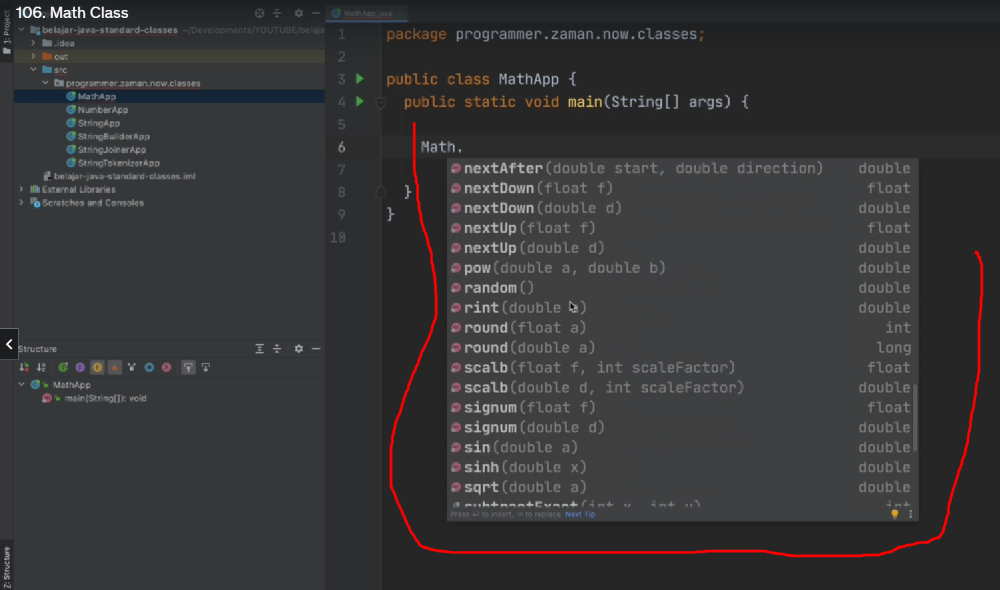 106. Math Class
1: Project
belajar-java-standard-classes ~/Developments/YOUTUBE/belaja
.idea
out
src
programmer.zaman.now.classes
MathApp
NumberApp
StringApp
StringBuilderApp
StringJoinerApp
StringTokenizerApp
belajar-java-standard-classes.iml
External Libraries
Scratches and Consoles
Structure
MathApp
main(String[]): void
Z: Structure
MathApp.java
1 package programmer.zaman.now.classes;
2
3 public class MathApp {
4 public static void main(String[] args) {
5
6 Math.
7
8 }
9 }
10
nextAfter(double start, double direction) double
nextDown(float f) float
nextDown(double d) double
nextUp(float f) float
nextUp(double d) double
pow(double a, double b) double
random() double
rint(double a) double
round(float a) int
round(double a) long
scalb(float f, int scaleFactor) float
scalb(double d, int scaleFactor) double
signum(float f) float
signum(double d) double
sin(double a) double
sinh(double x) double
sqrt(double a) double
subtractExact(int x, int y) int
Press ↵ to insert, ⇥ to replace Next Tip